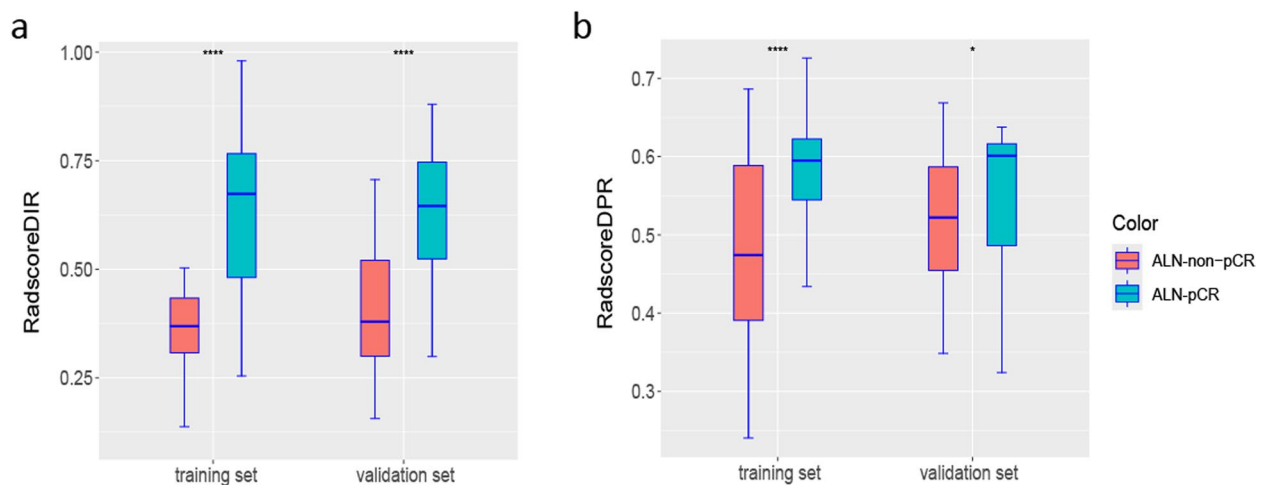 a
****
****
1.00
0.75
0.50
0.25
RadscoreDIR
training set
validation set
b
****
*
0.7
0.6
0.5
0.4
0.3
RadscoreDPR
training set
validation set
Color
ALN-non-pCR
ALN-pCR